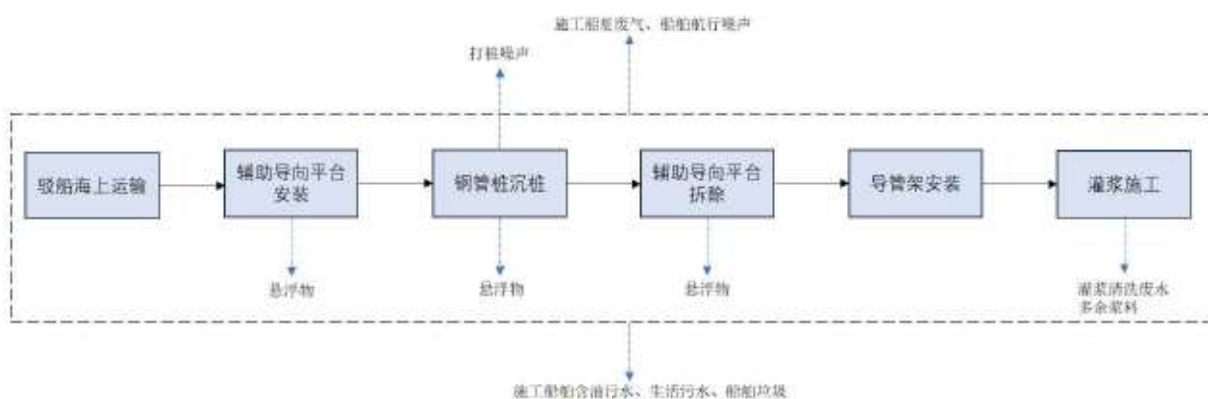 施工船舶废气、船舶航行噪声
打桩噪声
驳船海上运输
辅助导向平台
安装
钢管桩沉桩
辅助导向平台
拆除
导管架安装
灌浆施工
悬浮物
悬浮物
悬浮物
灌浆清洗废水
多余浆料
施工船舶含油污水、生活污水、船舶垃圾